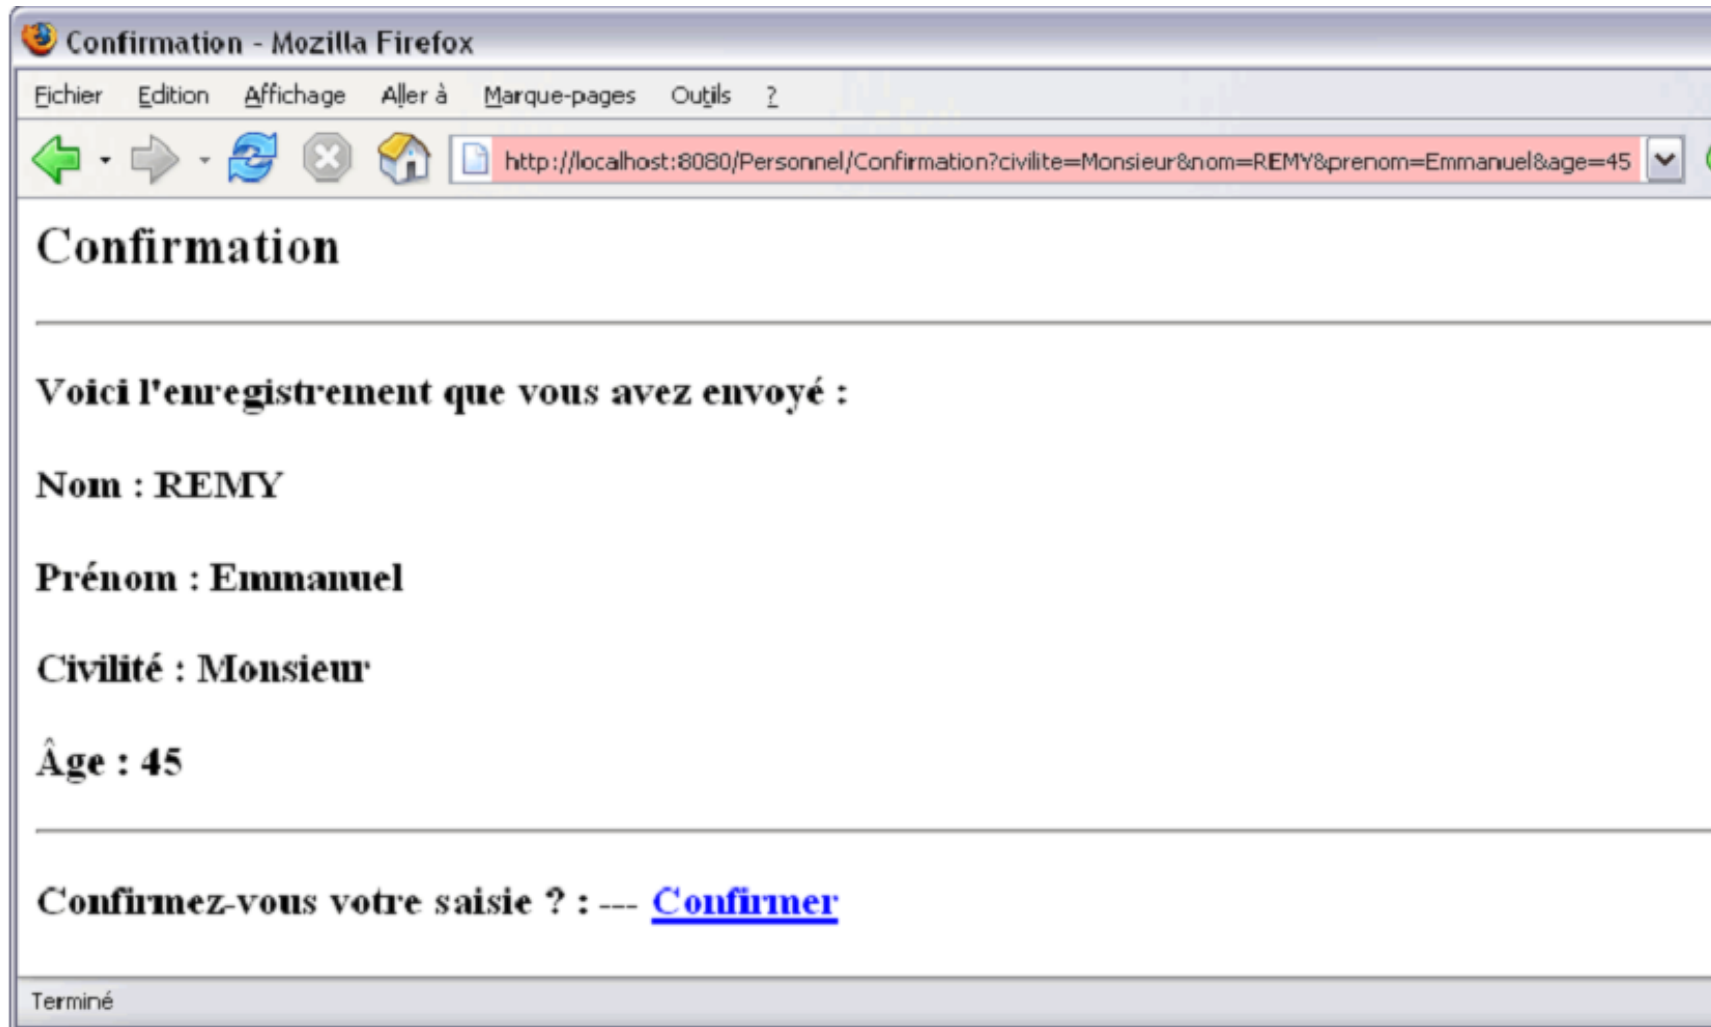 Confirmation - Mozilla Firefox
Fichier Edition Affichage Aller à Marque-pages Outils ?
http://localhost:8080/Personnel/Confirmation?civilite=Monsieur&nom=REMY&prenom=Emmanuel&age=45
Confirmation
Voici l'enregistrement que vous avez envoyé :
Nom : REMY
Prénom : Emmanuel
Civilité : Monsieur
Âge : 45
Confirmez-vous votre saisie ? : --- Confirmer
Terminé